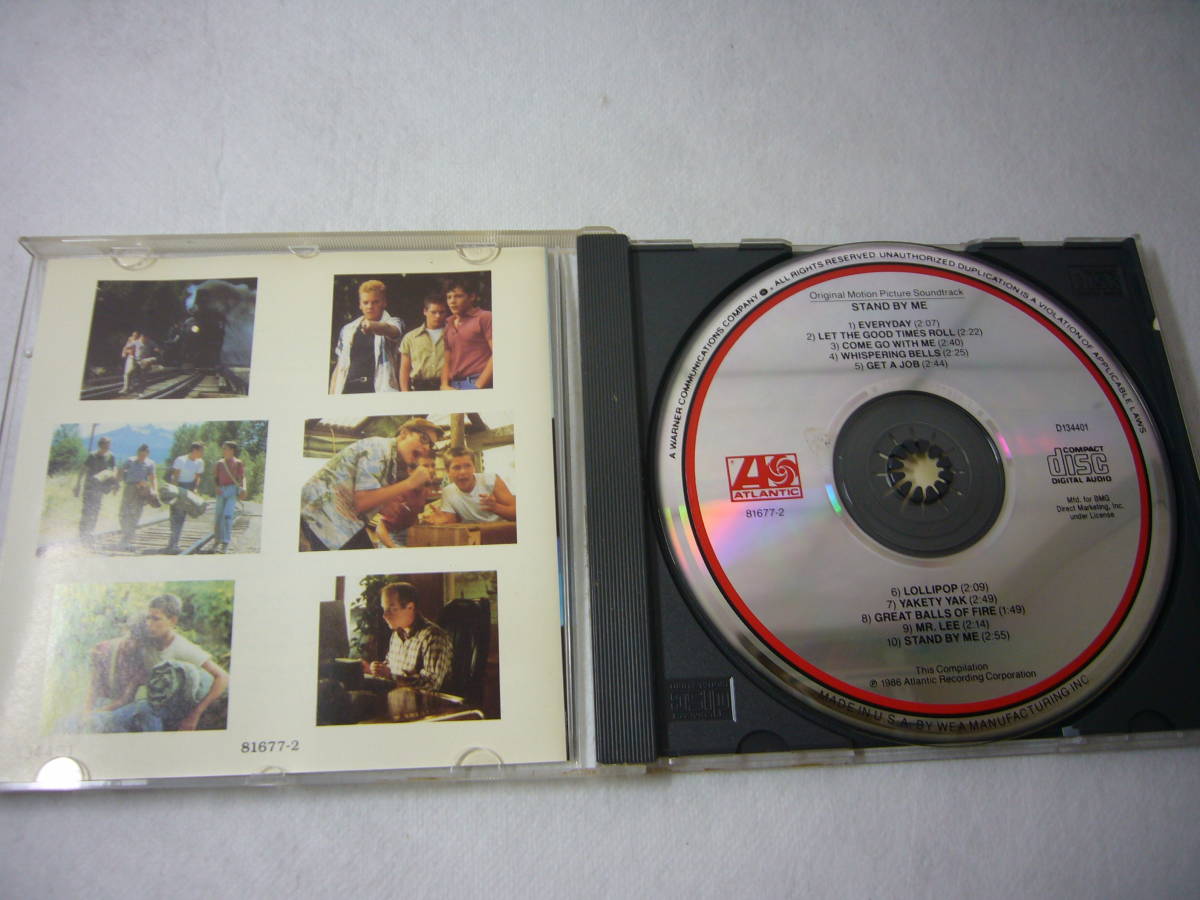 81677-2
A WARNER COMMUNICATIONS COMPANY ℗ • ALL RIGHTS RESERVED. UNAUTHORIZED DUPLICATION IS A VIOLATION OF APPLICABLE LAWS
Original Motion Picture Soundtrack
STAND BY ME
1) EVERYDAY (2:07)
2) LET THE GOOD TIMES ROLL (2:22)
3) COME GO WITH ME (2:40)
4) WHISPERING BELLS (2:25)
5) GET A JOB (2:44)
ATLANTIC
81677-2
D134401
COMPACT
disc
DIGITAL AUDIO
Mfd. for BMG
Direct Marketing, Inc.
under License.
6) LOLLIPOP (2:09)
7) YAKETY YAK (2:49)
8) GREAT BALLS OF FIRE (1:49)
9) MR. LEE (2:14)
10) STAND BY ME (2:55)
This Compilation
℗ 1986 Atlantic Recording Corporation
MADE IN U.S.A. BY WEA MANUFACTURING INC